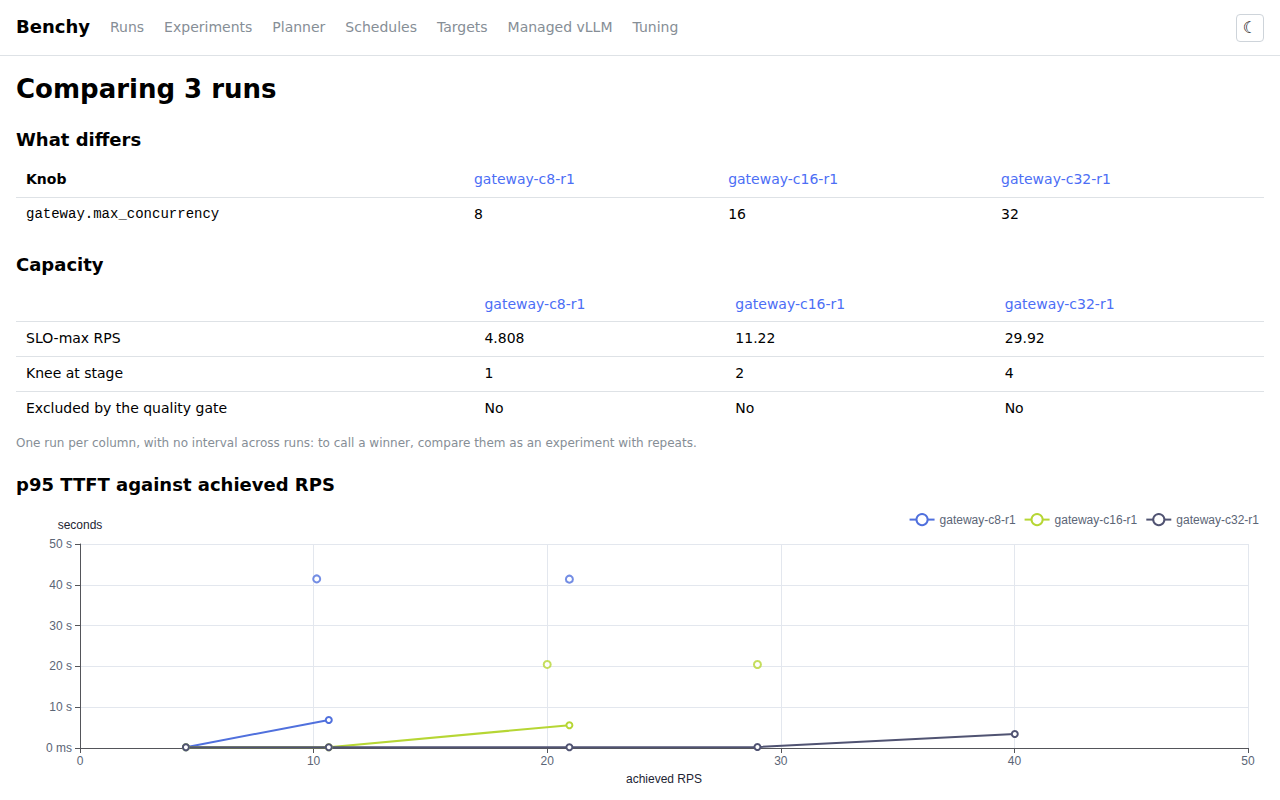 Benchy Runs Experiments Planner Schedules Targets Managed vLLM Tuning
Comparing 3 runs
What differs
Knob gateway-c8-r1 gateway-c16-r1 gateway-c32-r1
gateway.max_concurrency 8 16 32
Capacity
gateway-c8-r1 gateway-c16-r1 gateway-c32-r1
SLO-max RPS 4.808 11.22 29.92
Knee at stage 1 2 4
Excluded by the quality gate No No No
One run per column, with no interval across runs: to call a winner, compare them as an experiment with repeats.
p95 TTFT against achieved RPS
gateway-c8-r1 gateway-c16-r1 gateway-c32-r1
seconds
50 s
40 s
30 s
20 s
10 s
0 ms
0 10 20 30 40 50
achieved RPS